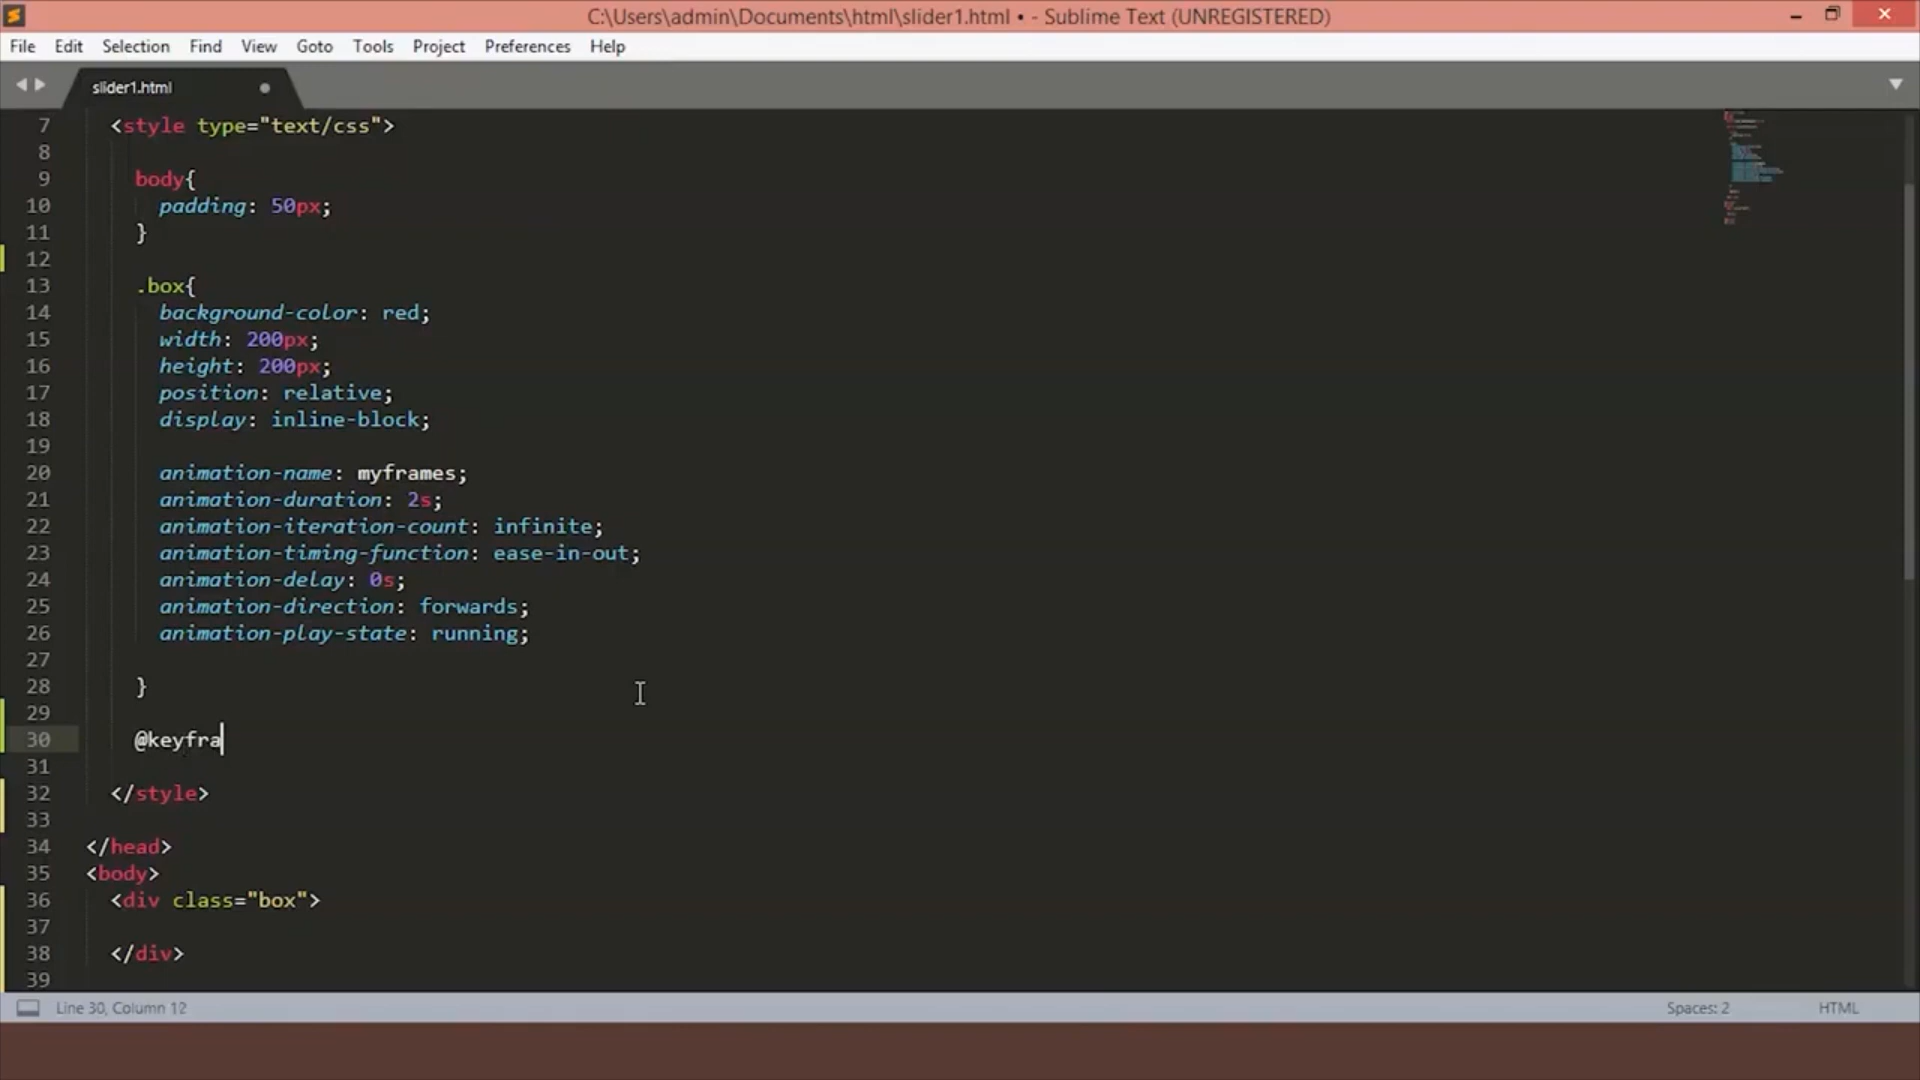 C:\Users\admin\Documents\html\slider1.html • - Sublime Text (UNREGISTERED)
File Edit Selection Find View Goto Tools Project Preferences Help
slider1.html
7 <style type="text/css">
8
9 body{
10 padding: 50px;
11 }
12
13 .box{
14 background-color: red;
15 width: 200px;
16 height: 200px;
17 position: relative;
18 display: inline-block;
19
20 animation-name: myframes;
21 animation-duration: 2s;
22 animation-iteration-count: infinite;
23 animation-timing-function: ease-in-out;
24 animation-delay: 0s;
25 animation-direction: forwards;
26 animation-play-state: running;
27
28 }
29
30 @keyfra
31
32 </style>
33
34 </head>
35 <body>
36 <div class="box">
37
38 </div>
39
Line 30, Column 12 Spaces: 2 HTML